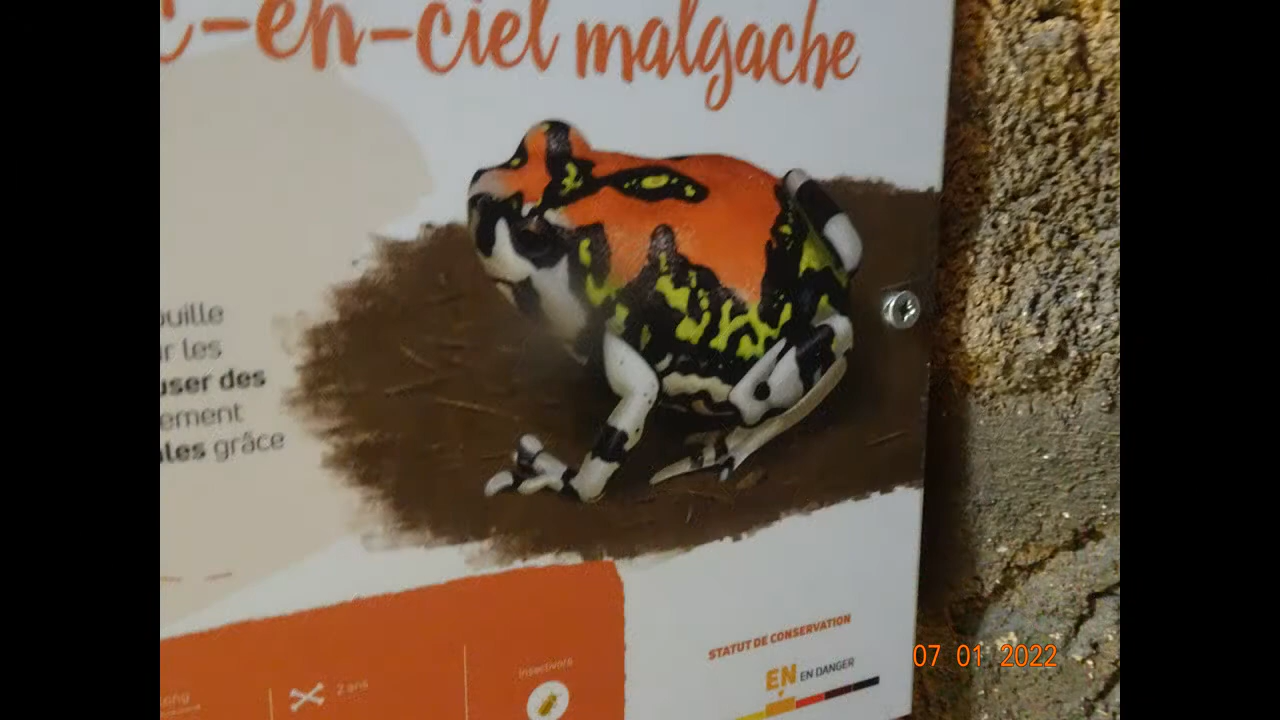 c-en-ciel malgache
ouille
r les
user des
ement
ales grâce
2 ans
Insectivore
STATUT DE CONSERVATION
EN EN DANGER
07 01 2022